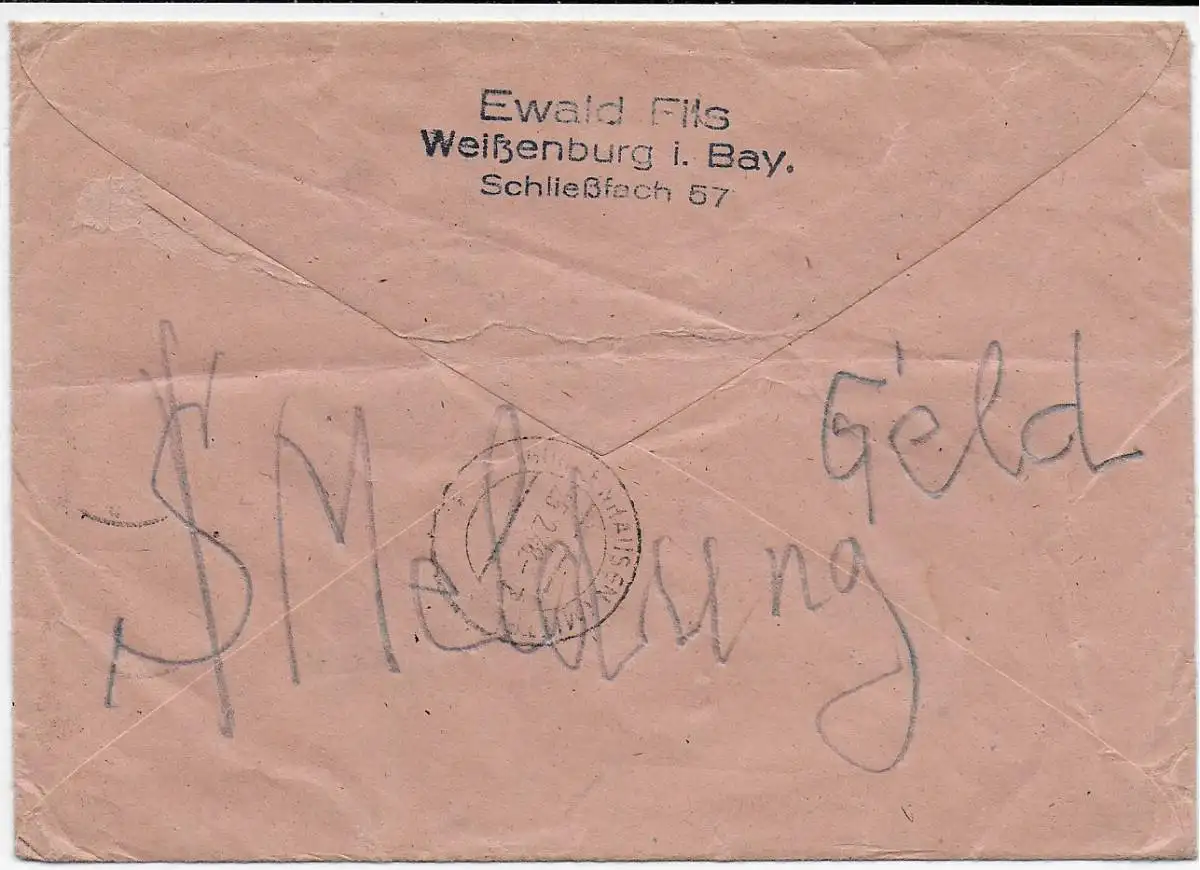 Ewald Fils
Weißenburg i. Bay.
Schließfach 57
Geld
$ Meldung